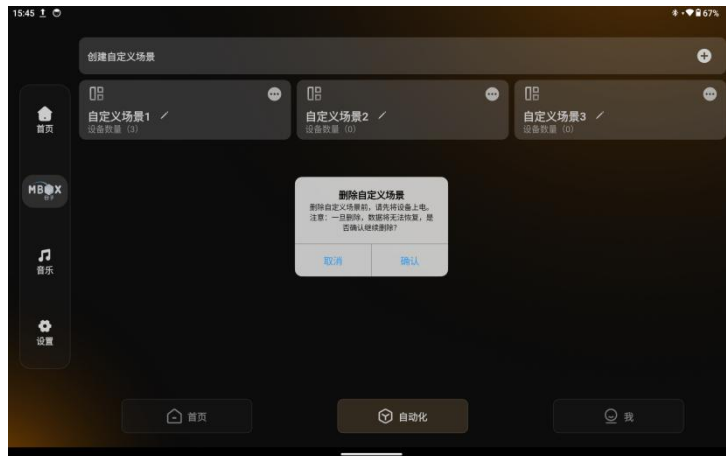 15:45
67%
创建自定义场景
自定义场景1
设备数量（3）
自定义场景2
设备数量（0）
自定义场景3
设备数量（0）
首页
MBOX
音乐
设置
删除自定义场景
删除自定义场景前，请先将设备上电。
注意：一旦删除，数据将无法恢复，是
否确认继续删除？
取消
确认
首页
自动化
我